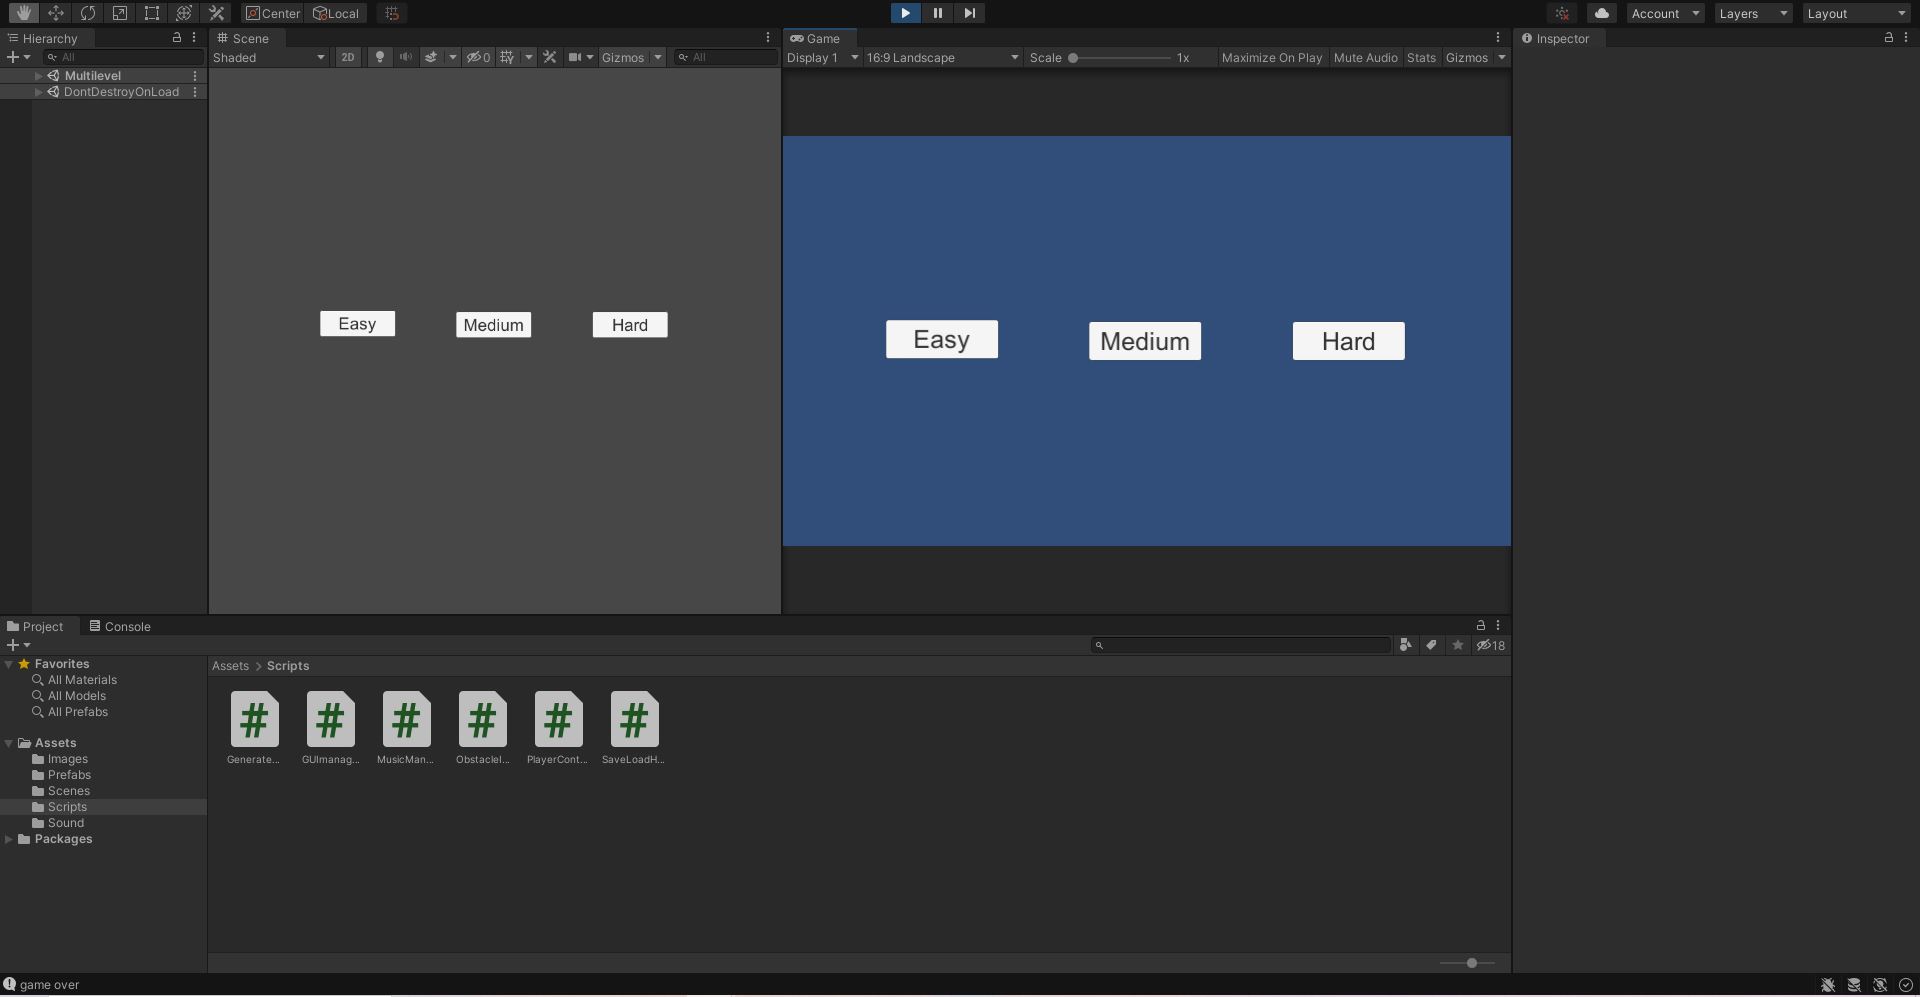 Center Local Account Layers Layout
Hierarchy
All
Multilevel
DontDestroyOnLoad
Scene
Shaded 2D 0 Gizmos All
Easy Medium Hard
Game
Display 1 16:9 Landscape Scale 1x Maximize On Play Mute Audio Stats Gizmos
Easy Medium Hard
Inspector
Project Console
18
Favorites
All Materials
All Models
All Prefabs
Assets
Images
Prefabs
Scenes
Scripts
Sound
Packages
Assets > Scripts
# # # # # #
Generate... GUImanag... MusicMan... ObstacleI... PlayerCont... SaveLoadH...
game over